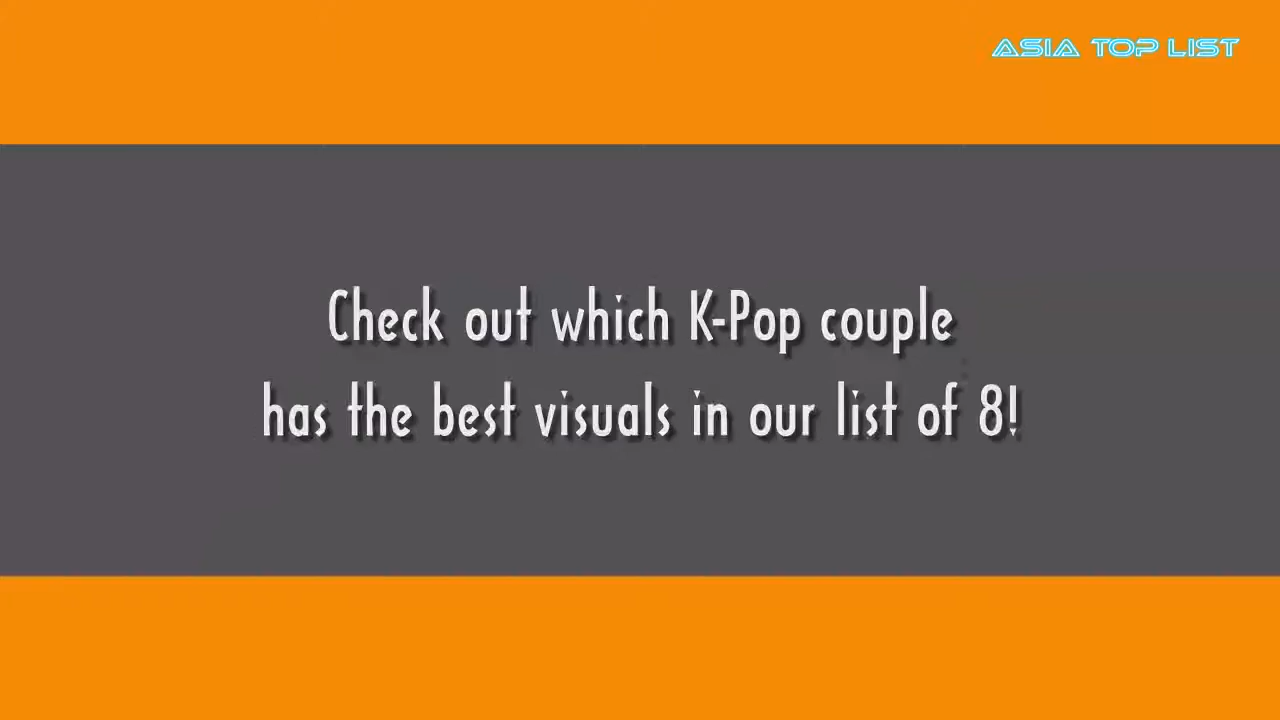 ASIA TOP LIST
Check out which K-Pop couple
has the best visuals in our list of 8!